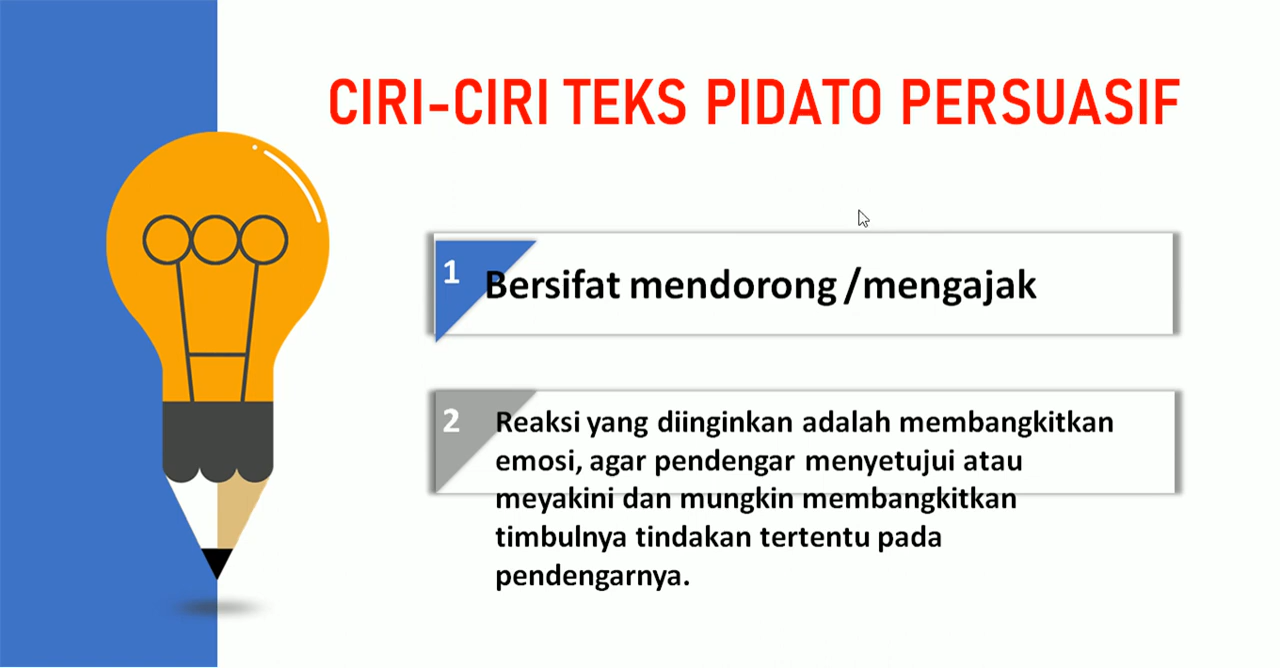 CIRI-CIRI TEKS PIDATO PERSUASIF
1
Bersifat mendorong /mengajak
2
Reaksi yang diinginkan adalah membangkitkan
emosi, agar pendengar menyetujui atau
meyakini dan mungkin membangkitkan
timbulnya tindakan tertentu pada
pendengarnya.